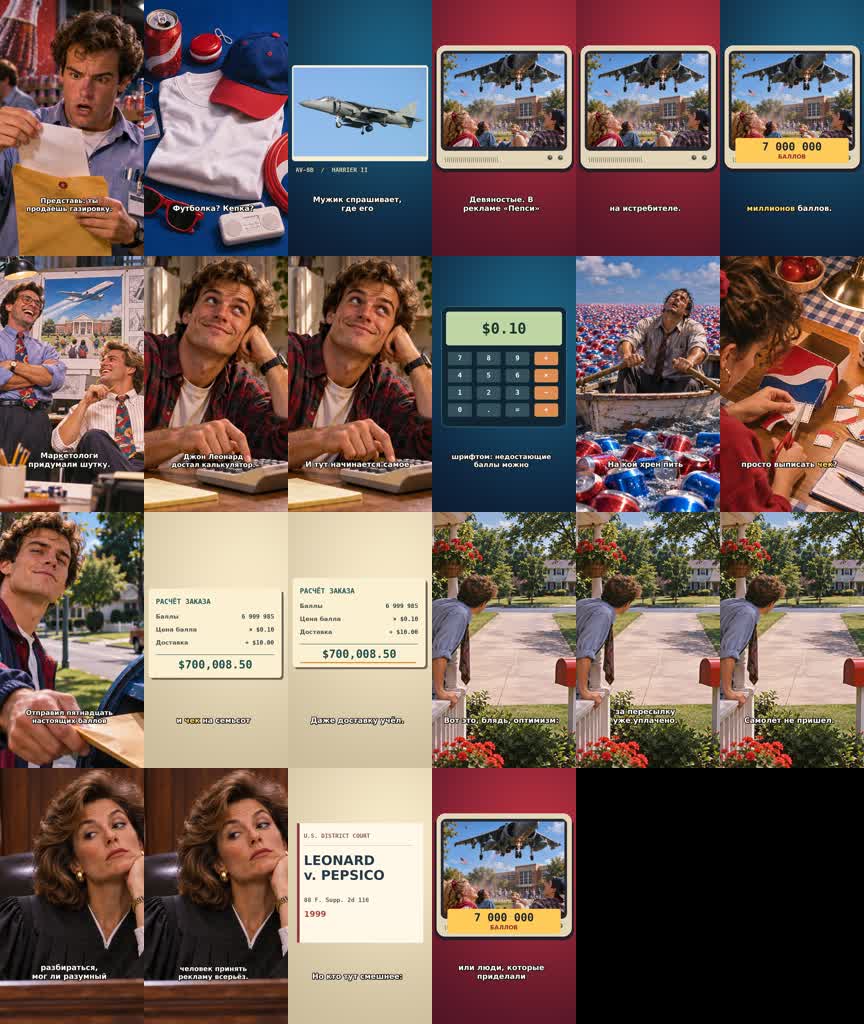 Представь: ты
продаёшь газировку.
Футболка? Кепка?
AV-8B / HARRIER II
Мужик спрашивает,
где его
Девяностые. В
рекламе «Пепси»
на истребителе.
7 000 000
БАЛЛОВ
миллионов баллов.
Маркетологи
придумали шутку.
Джон Леонард
достал калькулятор.
И тут начинается самое
$0.10
7 8 9 ÷
4 5 6 ×
1 2 3 −
0 . = +
шрифтом: недостающие
баллы можно
На кой хрен пить
просто выписать чек?
Отправил пятнадцать
настоящих баллов
РАСЧЁТ ЗАКАЗА
Баллы 6 999 985
Цена балла × $0.10
Доставка + $10.00
$700,008.50
и чек на семьсот
РАСЧЁТ ЗАКАЗА
Баллы 6 999 985
Цена балла × $0.10
Доставка + $10.00
$700,008.50
Даже доставку учёл.
Вот это, блядь, оптимизм:
за пересылку
уже уплачено.
Самолёт не пришёл.
разбираться,
мог ли разумный
человек принять
рекламу всерьёз.
U.S. DISTRICT COURT
LEONARD
v. PEPSICO
88 F. Supp. 2d 116
1999
Но кто тут смешнее:
7 000 000
БАЛЛОВ
или люди, которые
приделали